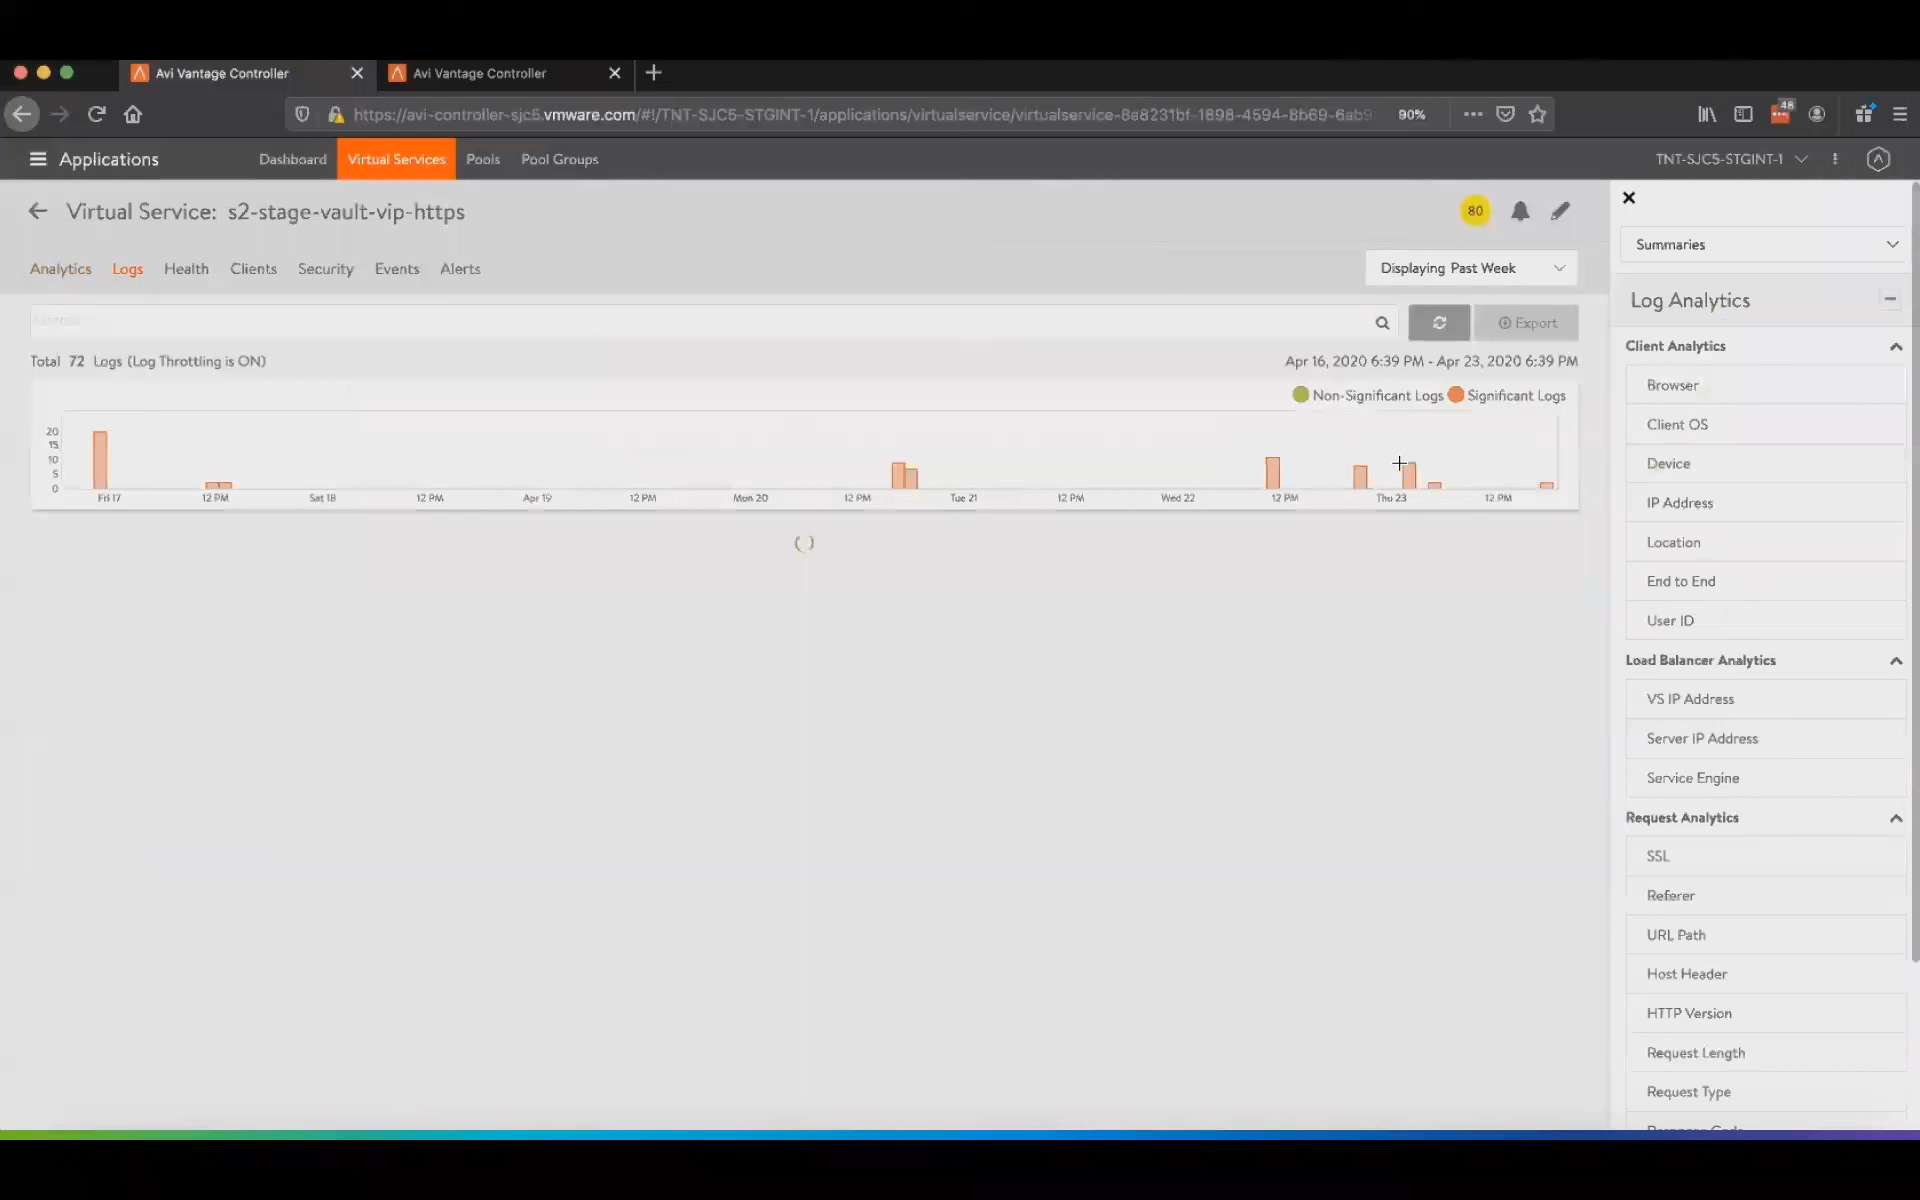 Avi Vantage Controller
Avi Vantage Controller
https://avi-controller-sjc5.vmware.com/#!/TNT-SJC5-STGINT-1/applications/virtualservice/virtualservice-8a8231bf-1898-4594-8b69-6ab9
90%
48
Applications
Dashboard
Virtual Services
Pools
Pool Groups
TNT-SJC5-STGINT-1
Virtual Service: s2-stage-vault-vip-https
80
Analytics
Logs
Health
Clients
Security
Events
Alerts
Displaying Past Week
Export
Total 72 Logs (Log Throttling is ON)
Apr 16, 2020 6:39 PM - Apr 23, 2020 6:39 PM
Non-Significant Logs
Significant Logs
20
15
10
5
0
Fri 17
12 PM
Sat 18
12 PM
Apr 19
12 PM
Mon 20
12 PM
Tue 21
12 PM
Wed 22
12 PM
Thu 23
12 PM
Summaries
Log Analytics
Client Analytics
Browser
Client OS
Device
IP Address
Location
End to End
User ID
Load Balancer Analytics
VS IP Address
Server IP Address
Service Engine
Request Analytics
SSL
Referer
URL Path
Host Header
HTTP Version
Request Length
Request Type